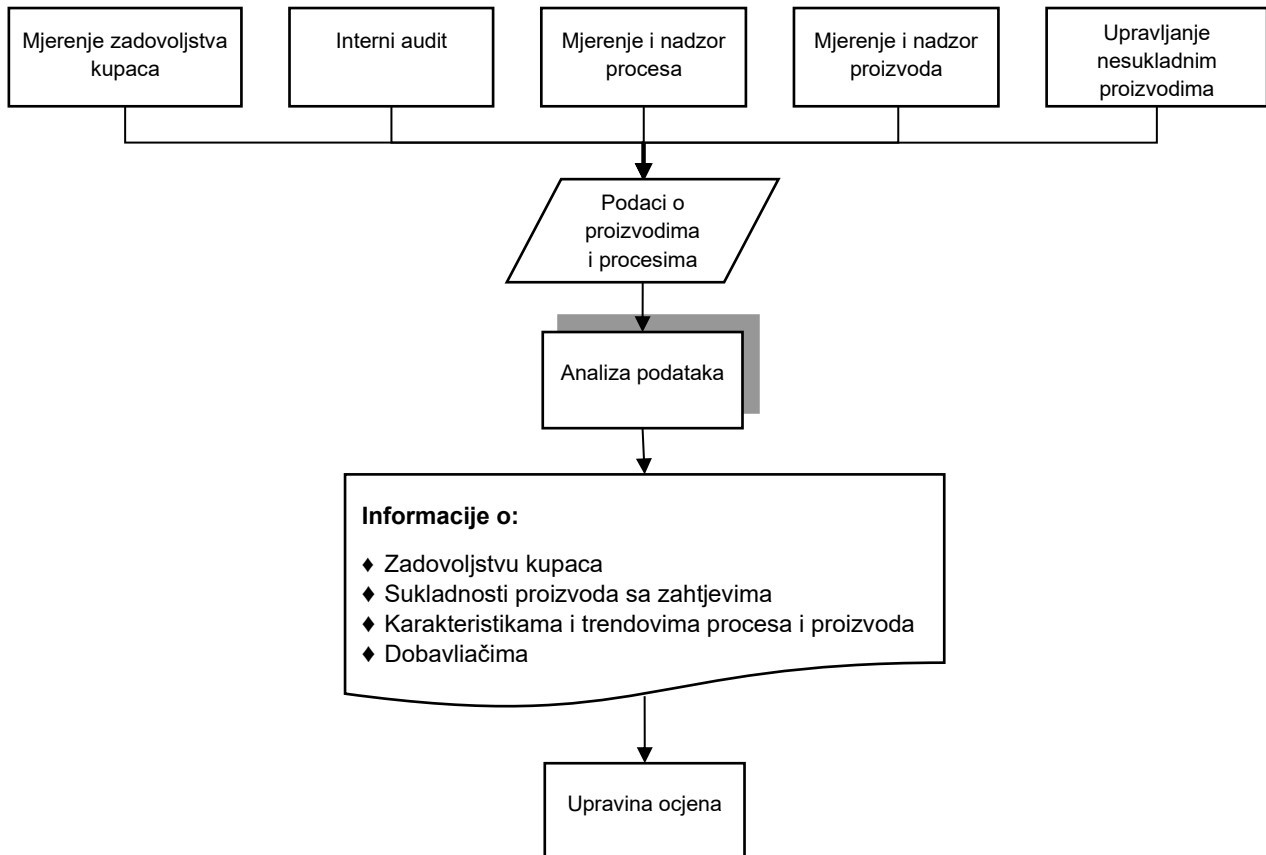 Mjerenje zadovoljstva
kupaca
Interni audit
Mjerenje i nadzor
procesa
Mjerenje i nadzor
proizvoda
Upravljanje
nesukladnim
proizvodima
Podaci o
proizvodima
i procesima
Analiza podataka
Informacije o:
♦ Zadovoljstvu kupaca
♦ Sukladnosti proizvoda sa zahtjevima
♦ Karakteristikama i trendovima procesa i proizvoda
♦ Dobavliačima
Upravina ocjena